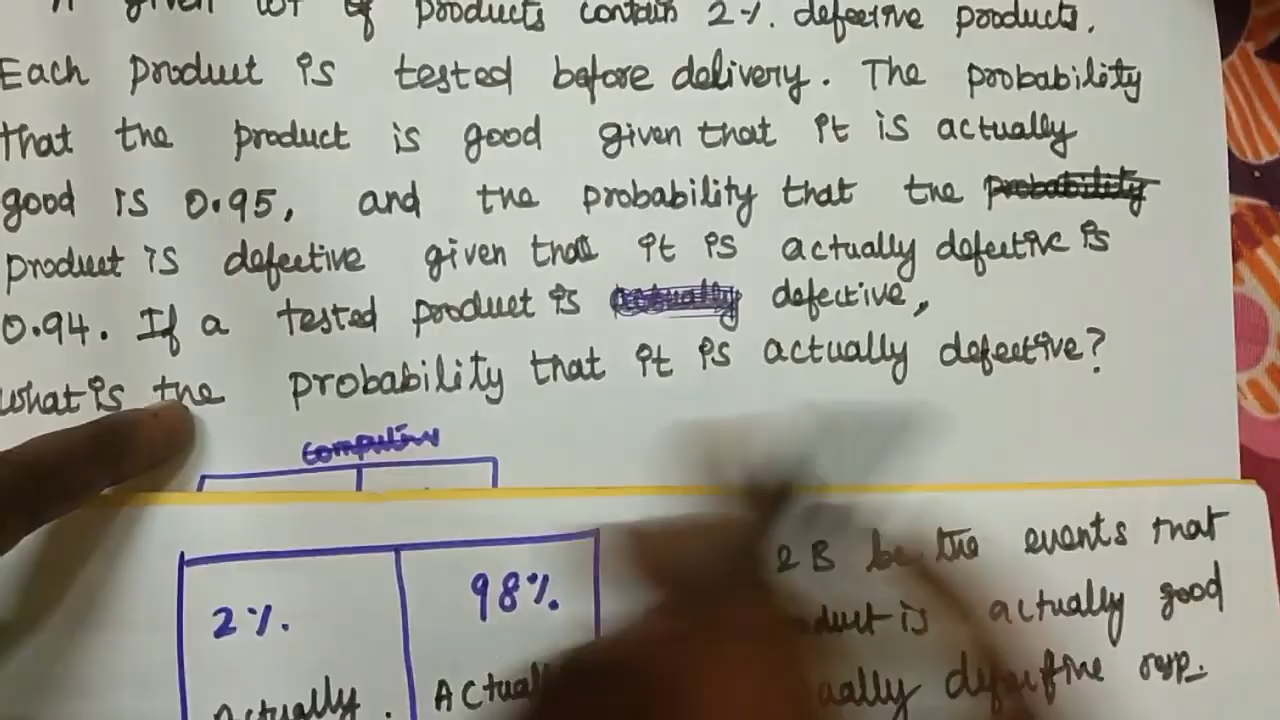 A given lot of products contain 2%. defective products.
Each product is tested before delivery. The probability
that the product is good given that it is actually
good is 0.95, and the probability that the probability
product is defective given that it is actually defective is
0.94. If a tested product is actually defective,
what is the probability that it is actually defective?
2%.
98%.
Actually
B be the events that
is actually good
defective resp.